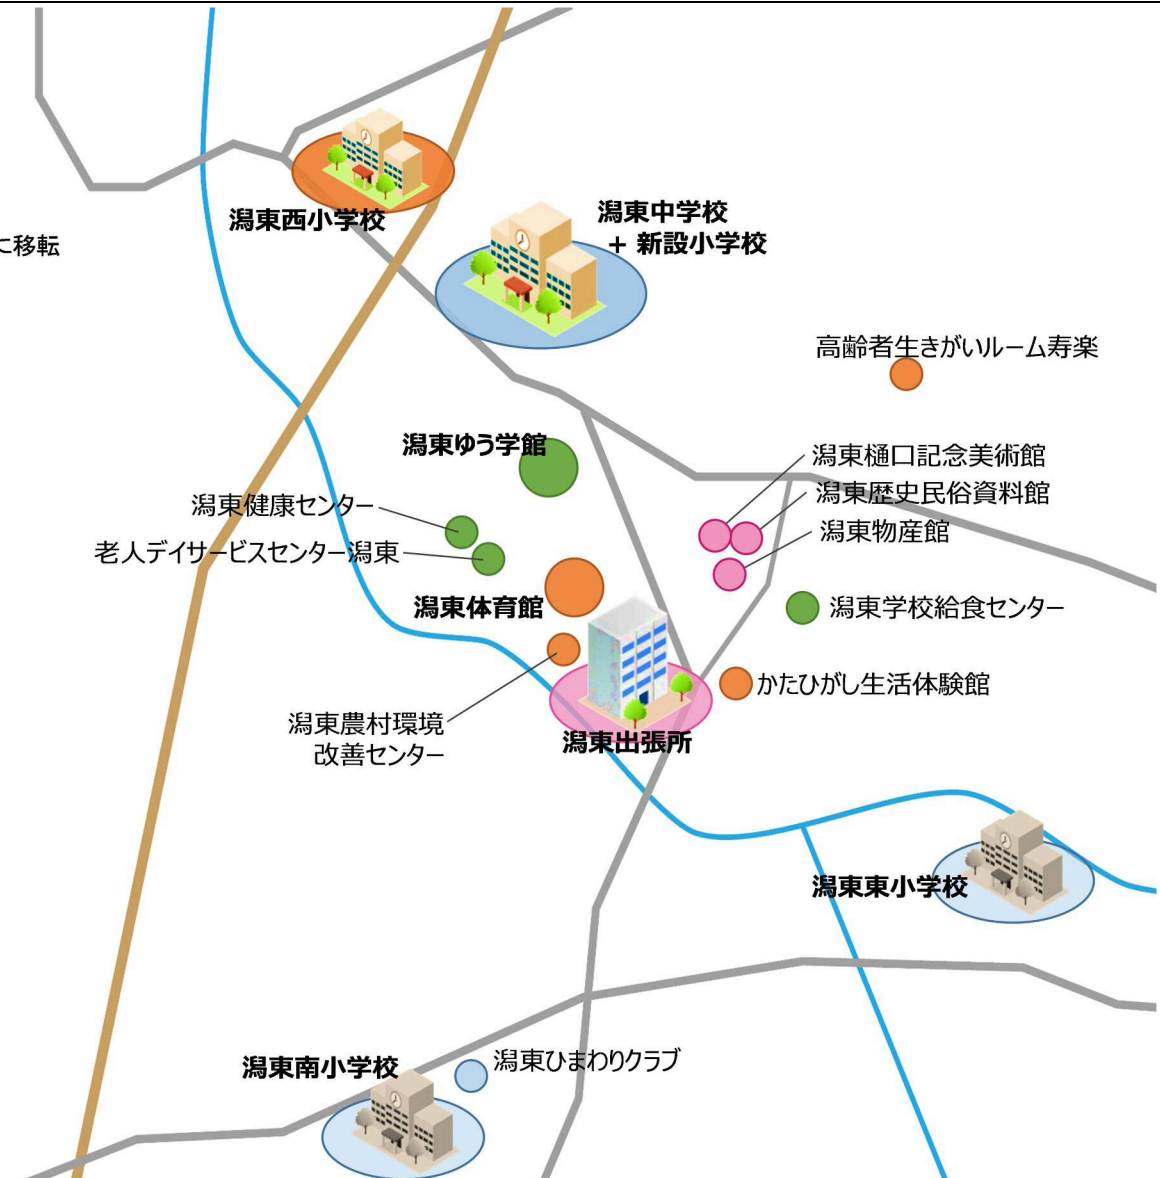 潟東西小学校
潟東中学校
+ 新設小学校
に移転
高齢者生きがいルーム寿楽
潟東ゆう学館
潟東樋口記念美術館
潟東歴史民俗資料館
潟東健康センター
潟東物産館
老人デイサービスセンター潟東
潟東体育館
潟東学校給食センター
かたひがし生活体験館
潟東農村環境
改善センター
潟東出張所
潟東東小学校
潟東南小学校
潟東ひまわりクラブ